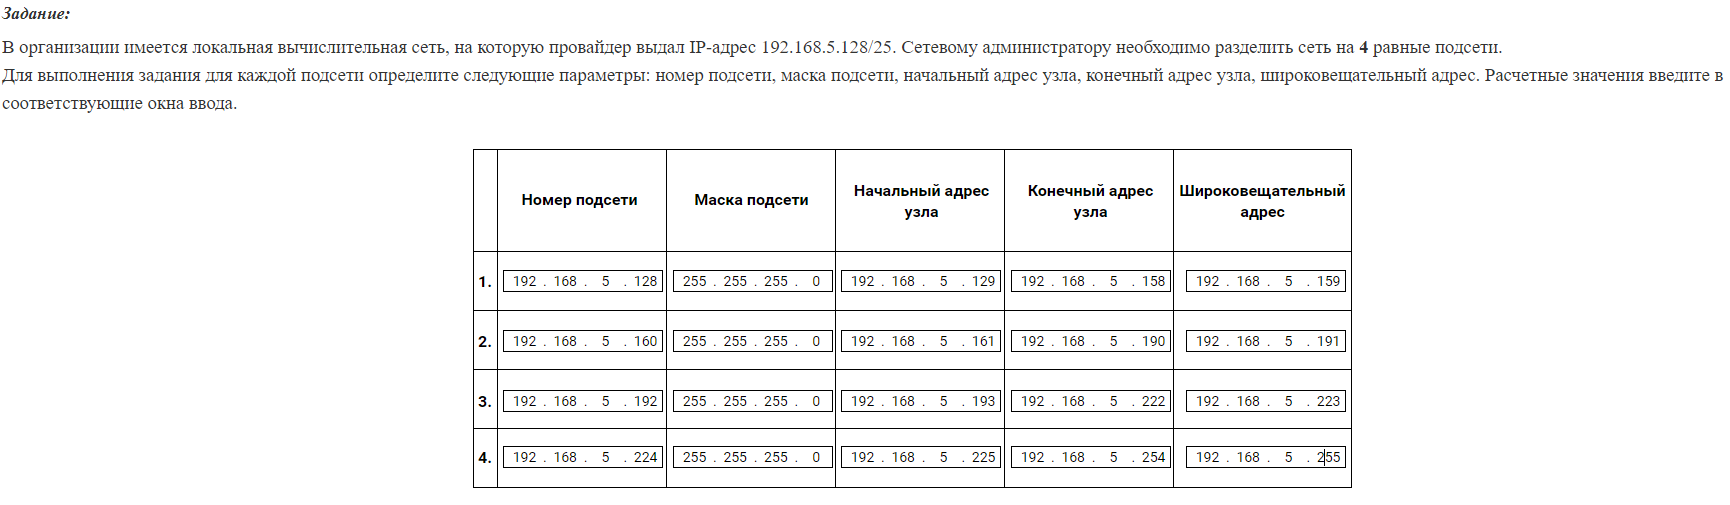 Задание:
В организации имеется локальная вычислительная сеть, на которую провайдер выдал IP-адрес 192.168.5.128/25. Сетевому администратору необходимо разделить сеть на 4 равные подсети.
Для выполнения задания для каждой подсети определите следующие параметры: номер подсети, маска подсети, начальный адрес узла, конечный адрес узла, широковещательный адрес. Расчетные значения введите в
соответствующие окна ввода.
Номер подсети Маска подсети Начальный адрес узла Конечный адрес узла Широковещательный адрес
1. 192 . 168 . 5 . 128 255 . 255 . 255 . 0 192 . 168 . 5 . 129 192 . 168 . 5 . 158 192 . 168 . 5 . 159
2. 192 . 168 . 5 . 160 255 . 255 . 255 . 0 192 . 168 . 5 . 161 192 . 168 . 5 . 190 192 . 168 . 5 . 191
3. 192 . 168 . 5 . 192 255 . 255 . 255 . 0 192 . 168 . 5 . 193 192 . 168 . 5 . 222 192 . 168 . 5 . 223
4. 192 . 168 . 5 . 224 255 . 255 . 255 . 0 192 . 168 . 5 . 225 192 . 168 . 5 . 254 192 . 168 . 5 . 255